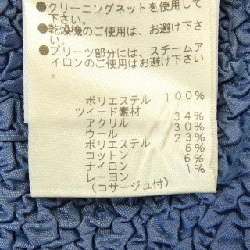 ●クリーニングネットを使用
●乾燥機のご使用は、お避け下さ
い。
●プリーツ部分には、スチームア
イロンのご使用はお避け下さい
ポリエステル 100%
ツイード素材
アクリル 34%
ウール 30%
ポリエステル 23%
コットン 6%
ナイロン 6%
レーヨン 1%
(コサージュ付)